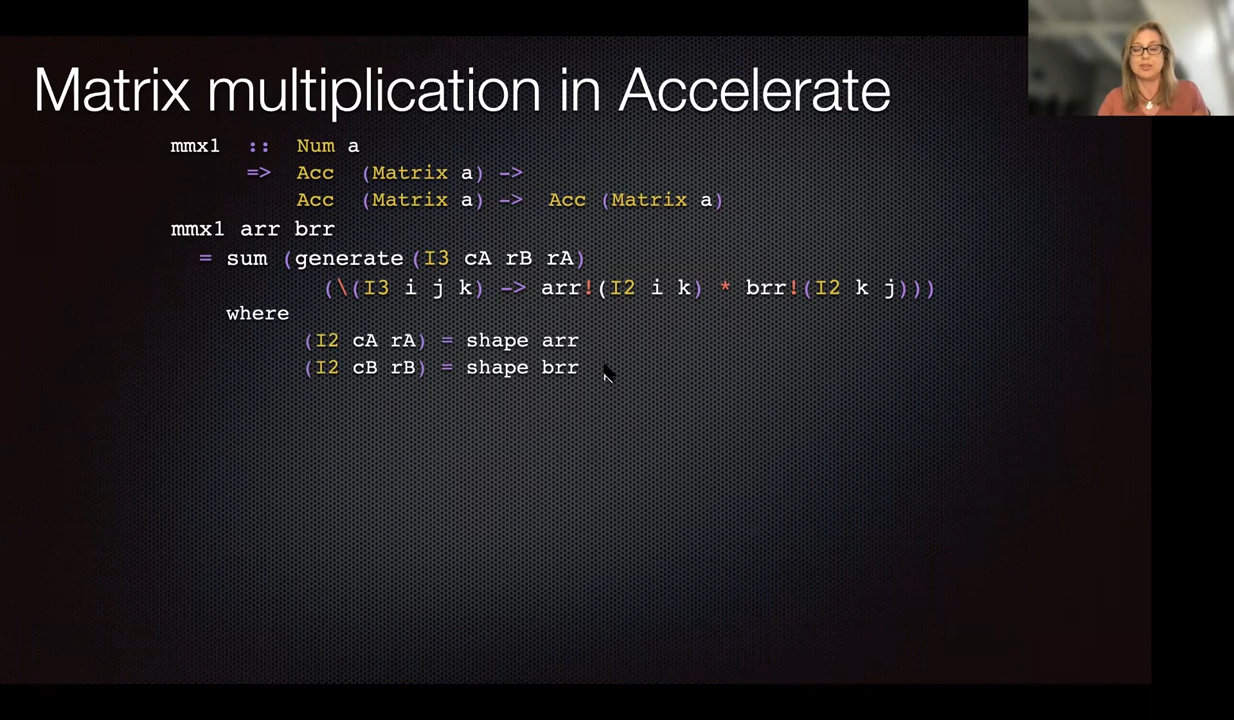 Matrix multiplication in Accelerate
mmx1 :: Num a
=> Acc (Matrix a) ->
Acc (Matrix a) -> Acc (Matrix a)
mmx1 arr brr
= sum (generate (I3 cA rB rA)
(\(I3 i j k) -> arr!(I2 i k) * brr!(I2 k j)))
where
(I2 cA rA) = shape arr
(I2 cB rB) = shape brr